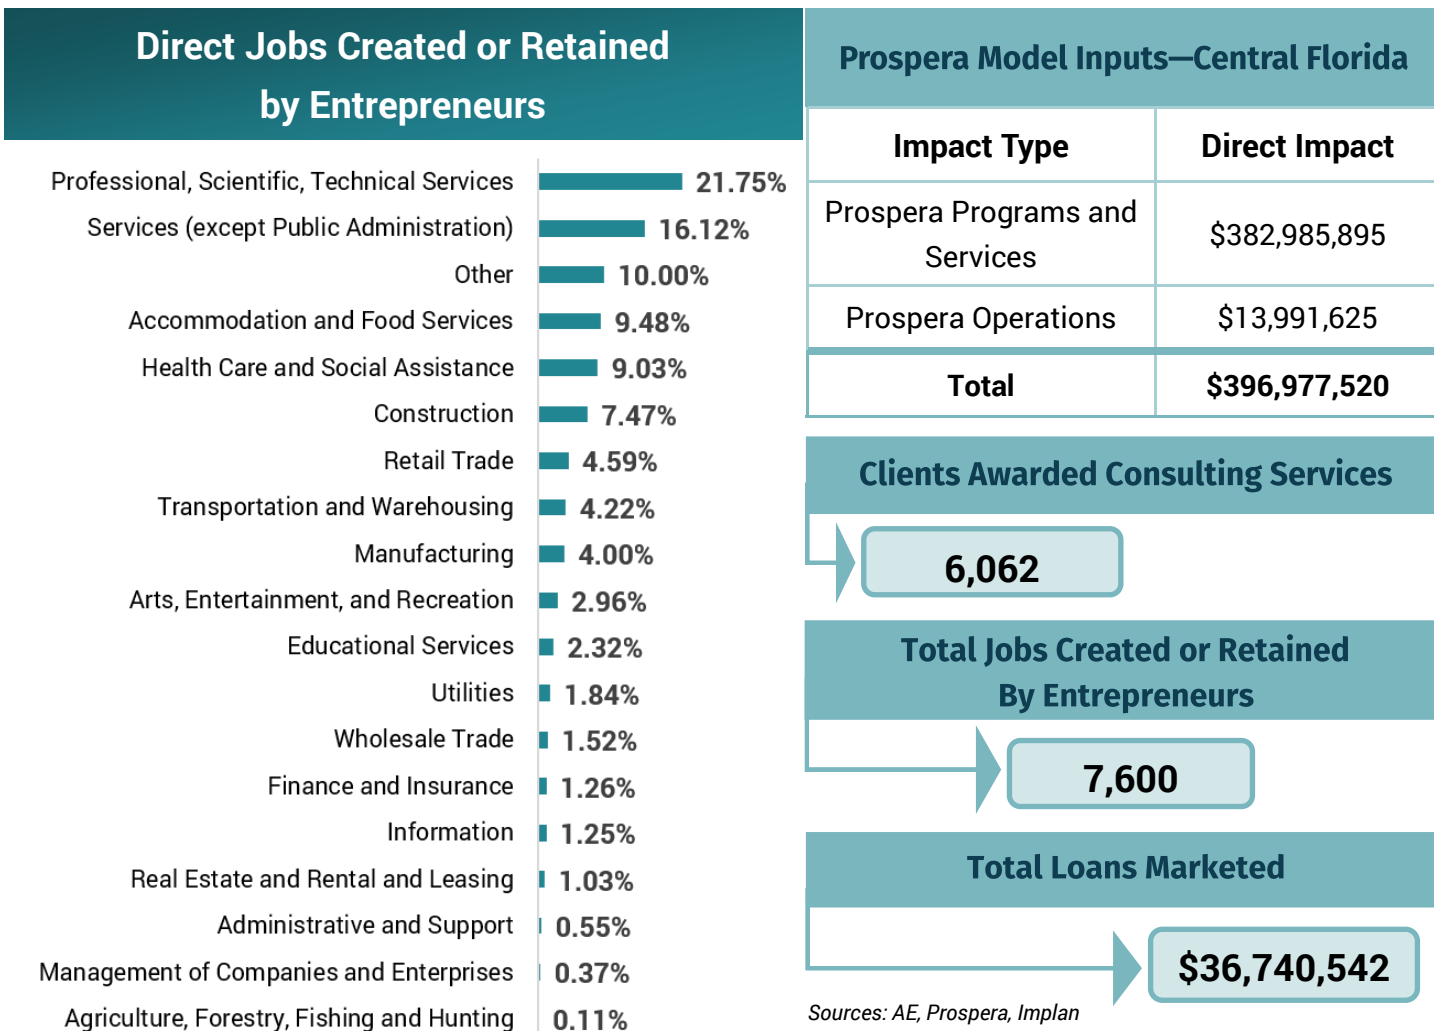 Direct Jobs Created or Retained
by Entrepreneurs
Professional, Scientific, Technical Services 21.75%
Services (except Public Administration) 16.12%
Other 10.00%
Accommodation and Food Services 9.48%
Health Care and Social Assistance 9.03%
Construction 7.47%
Retail Trade 4.59%
Transportation and Warehousing 4.22%
Manufacturing 4.00%
Arts, Entertainment, and Recreation 2.96%
Educational Services 2.32%
Utilities 1.84%
Wholesale Trade 1.52%
Finance and Insurance 1.26%
Information 1.25%
Real Estate and Rental and Leasing 1.03%
Administrative and Support 0.55%
Management of Companies and Enterprises 0.37%
Agriculture, Forestry, Fishing and Hunting 0.11%
Prospera Model Inputs—Central Florida
Impact Type Direct Impact
Prospera Programs and
Services
$382,985,895
Prospera Operations $13,991,625
Total $396,977,520
Clients Awarded Consulting Services
6,062
Total Jobs Created or Retained
By Entrepreneurs
7,600
Total Loans Marketed
$36,740,542
Sources: AE, Prospera, Implan